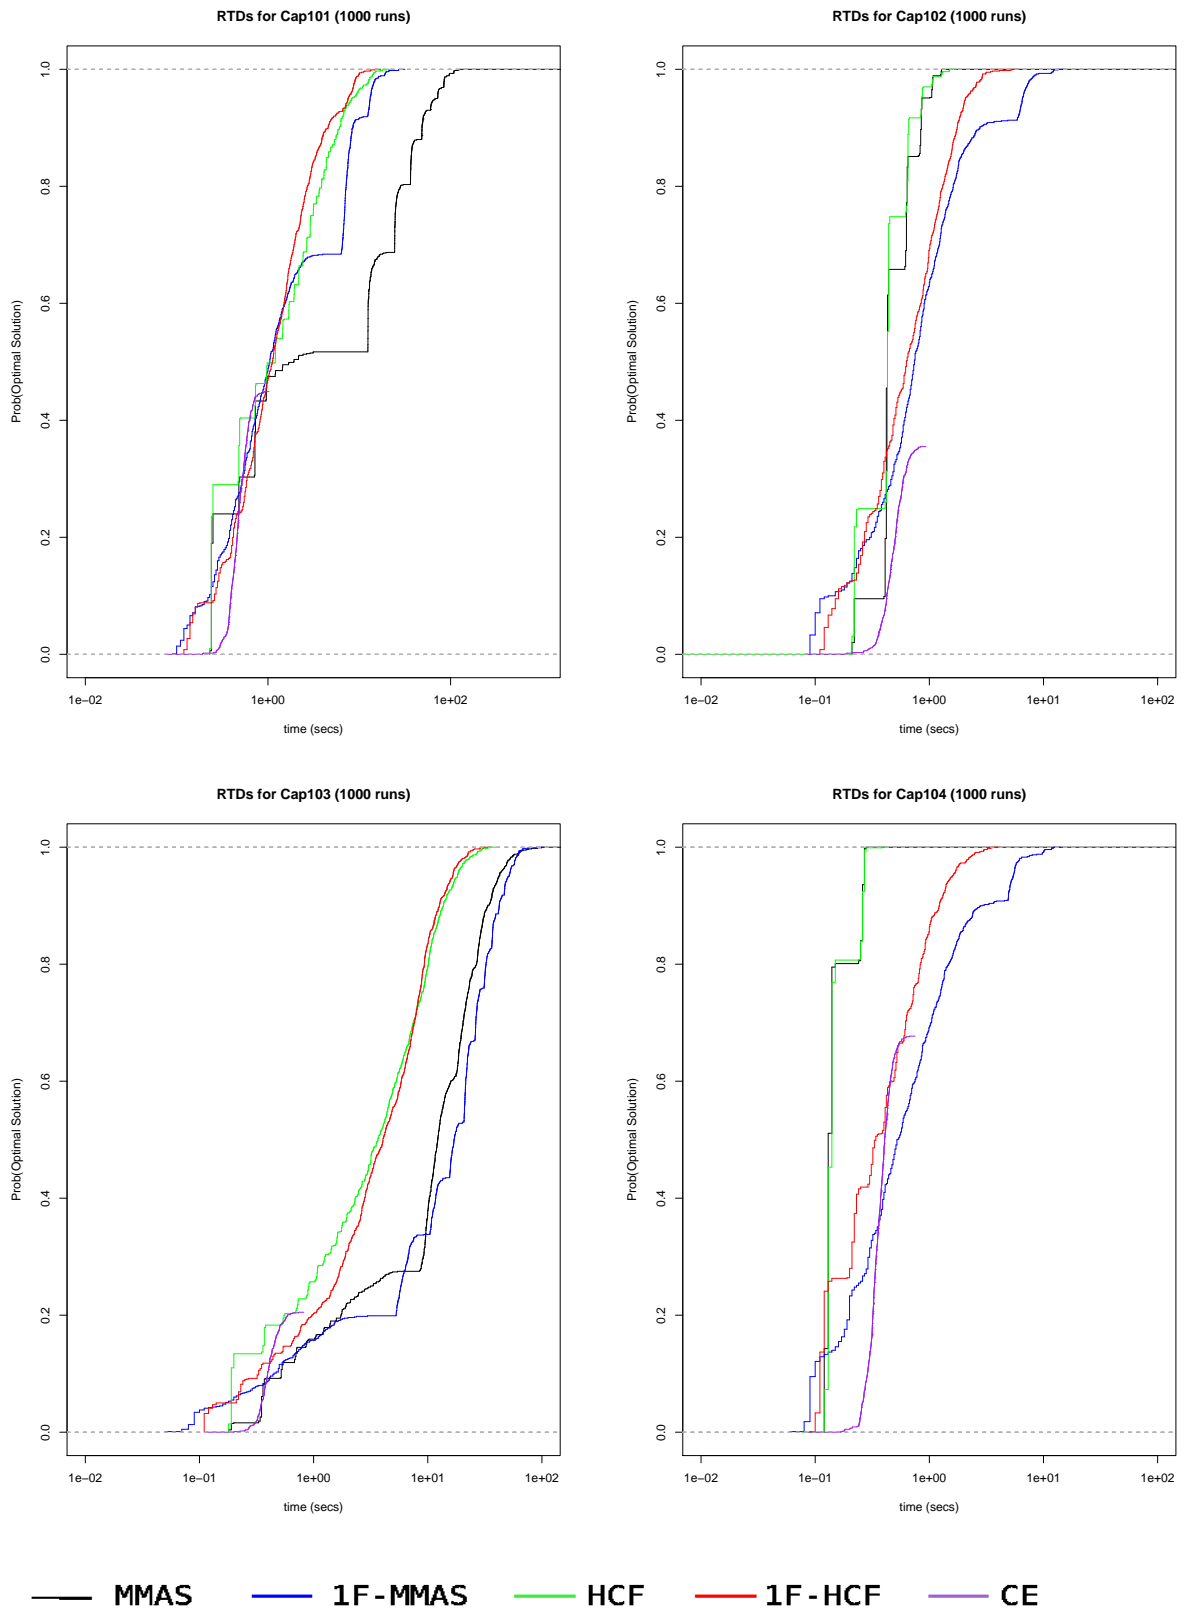 RTDs for Cap101 (1000 runs)
Prob(Optimal Solution)
1.0
0.8
0.6
0.4
0.2
0.0
1e−02
1e+00
1e+02
time (secs)
RTDs for Cap102 (1000 runs)
Prob(Optimal Solution)
1.0
0.8
0.6
0.4
0.2
0.0
1e−02
1e−01
1e+00
1e+01
1e+02
time (secs)
RTDs for Cap103 (1000 runs)
Prob(Optimal Solution)
1.0
0.8
0.6
0.4
0.2
0.0
1e−02
1e−01
1e+00
1e+01
1e+02
time (secs)
RTDs for Cap104 (1000 runs)
Prob(Optimal Solution)
1.0
0.8
0.6
0.4
0.2
0.0
1e−02
1e−01
1e+00
1e+01
1e+02
time (secs)
MMAS 1F-MMAS HCF 1F-HCF CE